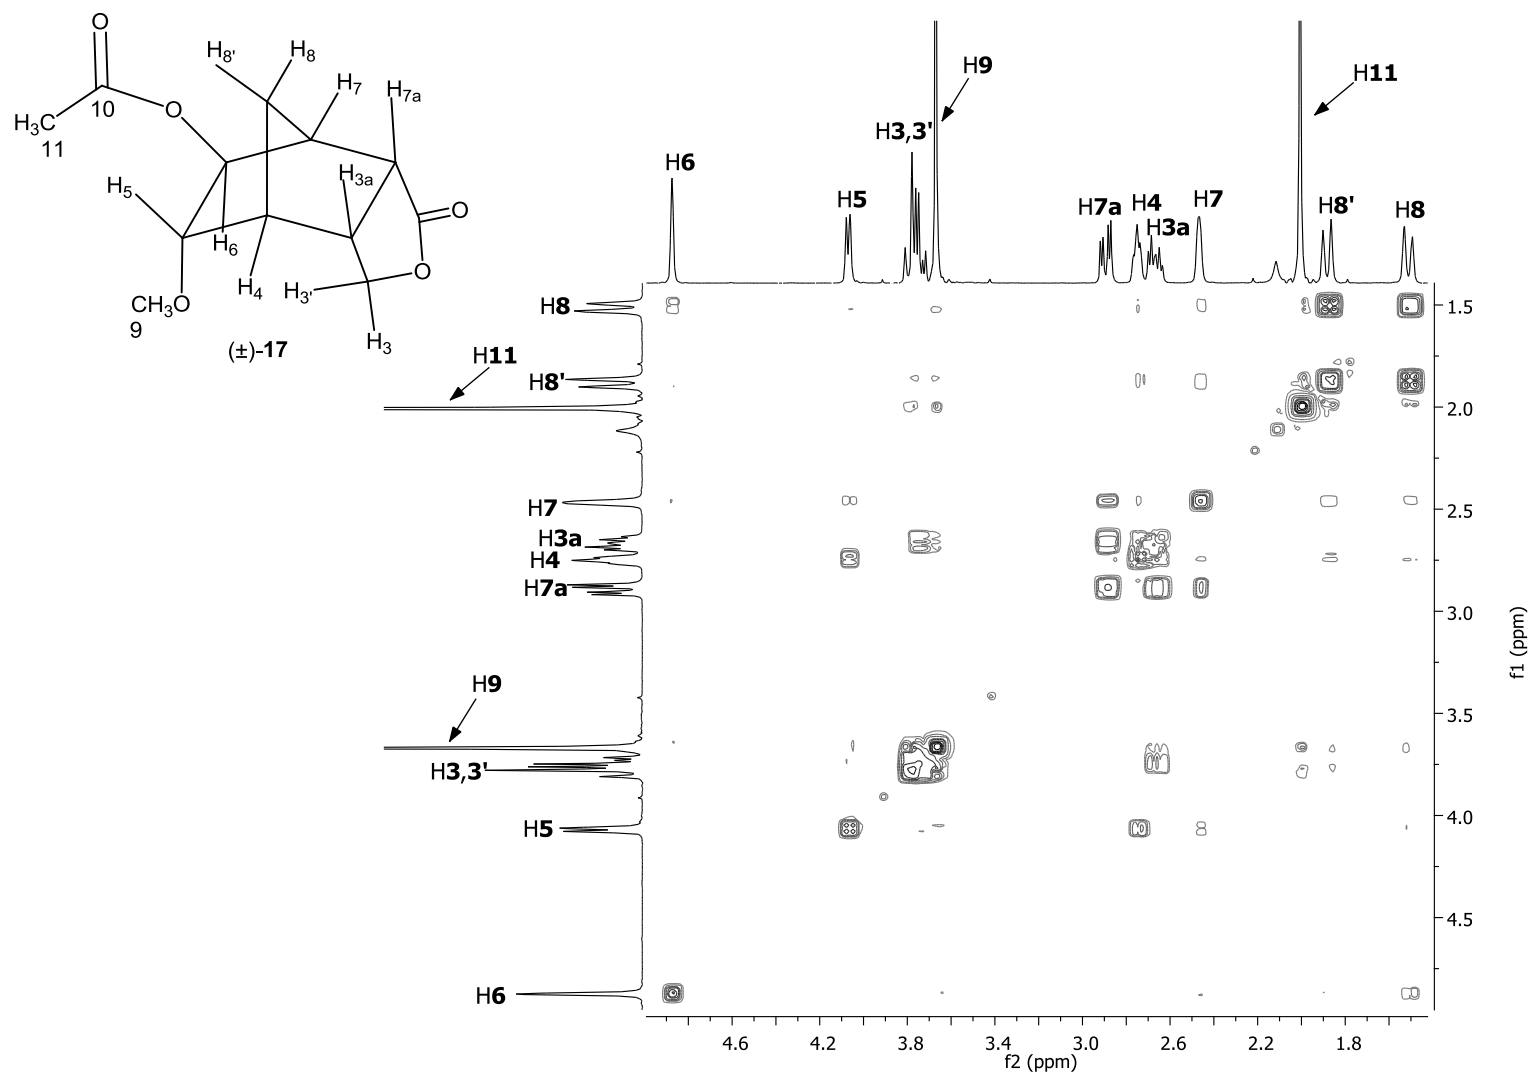 O
H8'
H8
H7
H7a
10
O
H3C
11
H3a
H5
O
H6
H4
O
H3'
CH3O
9
H3
(±)-17
H9
H11
H3,3'
H6
H5
H7a
H4
H3a
H7
H8'
H8
H8
H11
H8'
H7
H3a
H4
H7a
H9
H3,3'
H5
H6
1.5
2.0
2.5
3.0
3.5
4.0
4.5
f1 (ppm)
4.6 4.2 3.8 3.4 3.0 2.6 2.2 1.8
f2 (ppm)